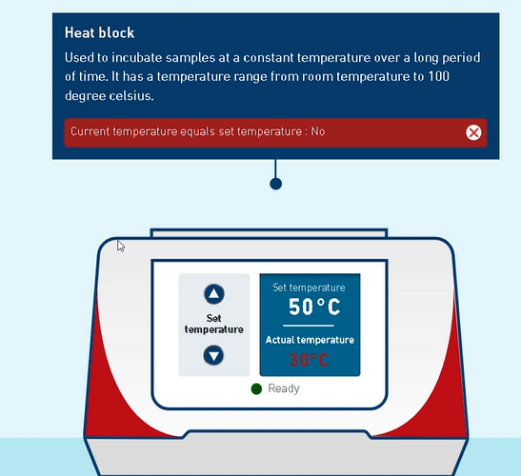 Heat block
Used to incubate samples at a constant temperature over a long period
of time. It has a temperature range from room temperature to 100
degree celsius.
Current temperature equals set temperature : No
Set
temperature
Set temperature
50°C
Actual temperature
30°C
Ready